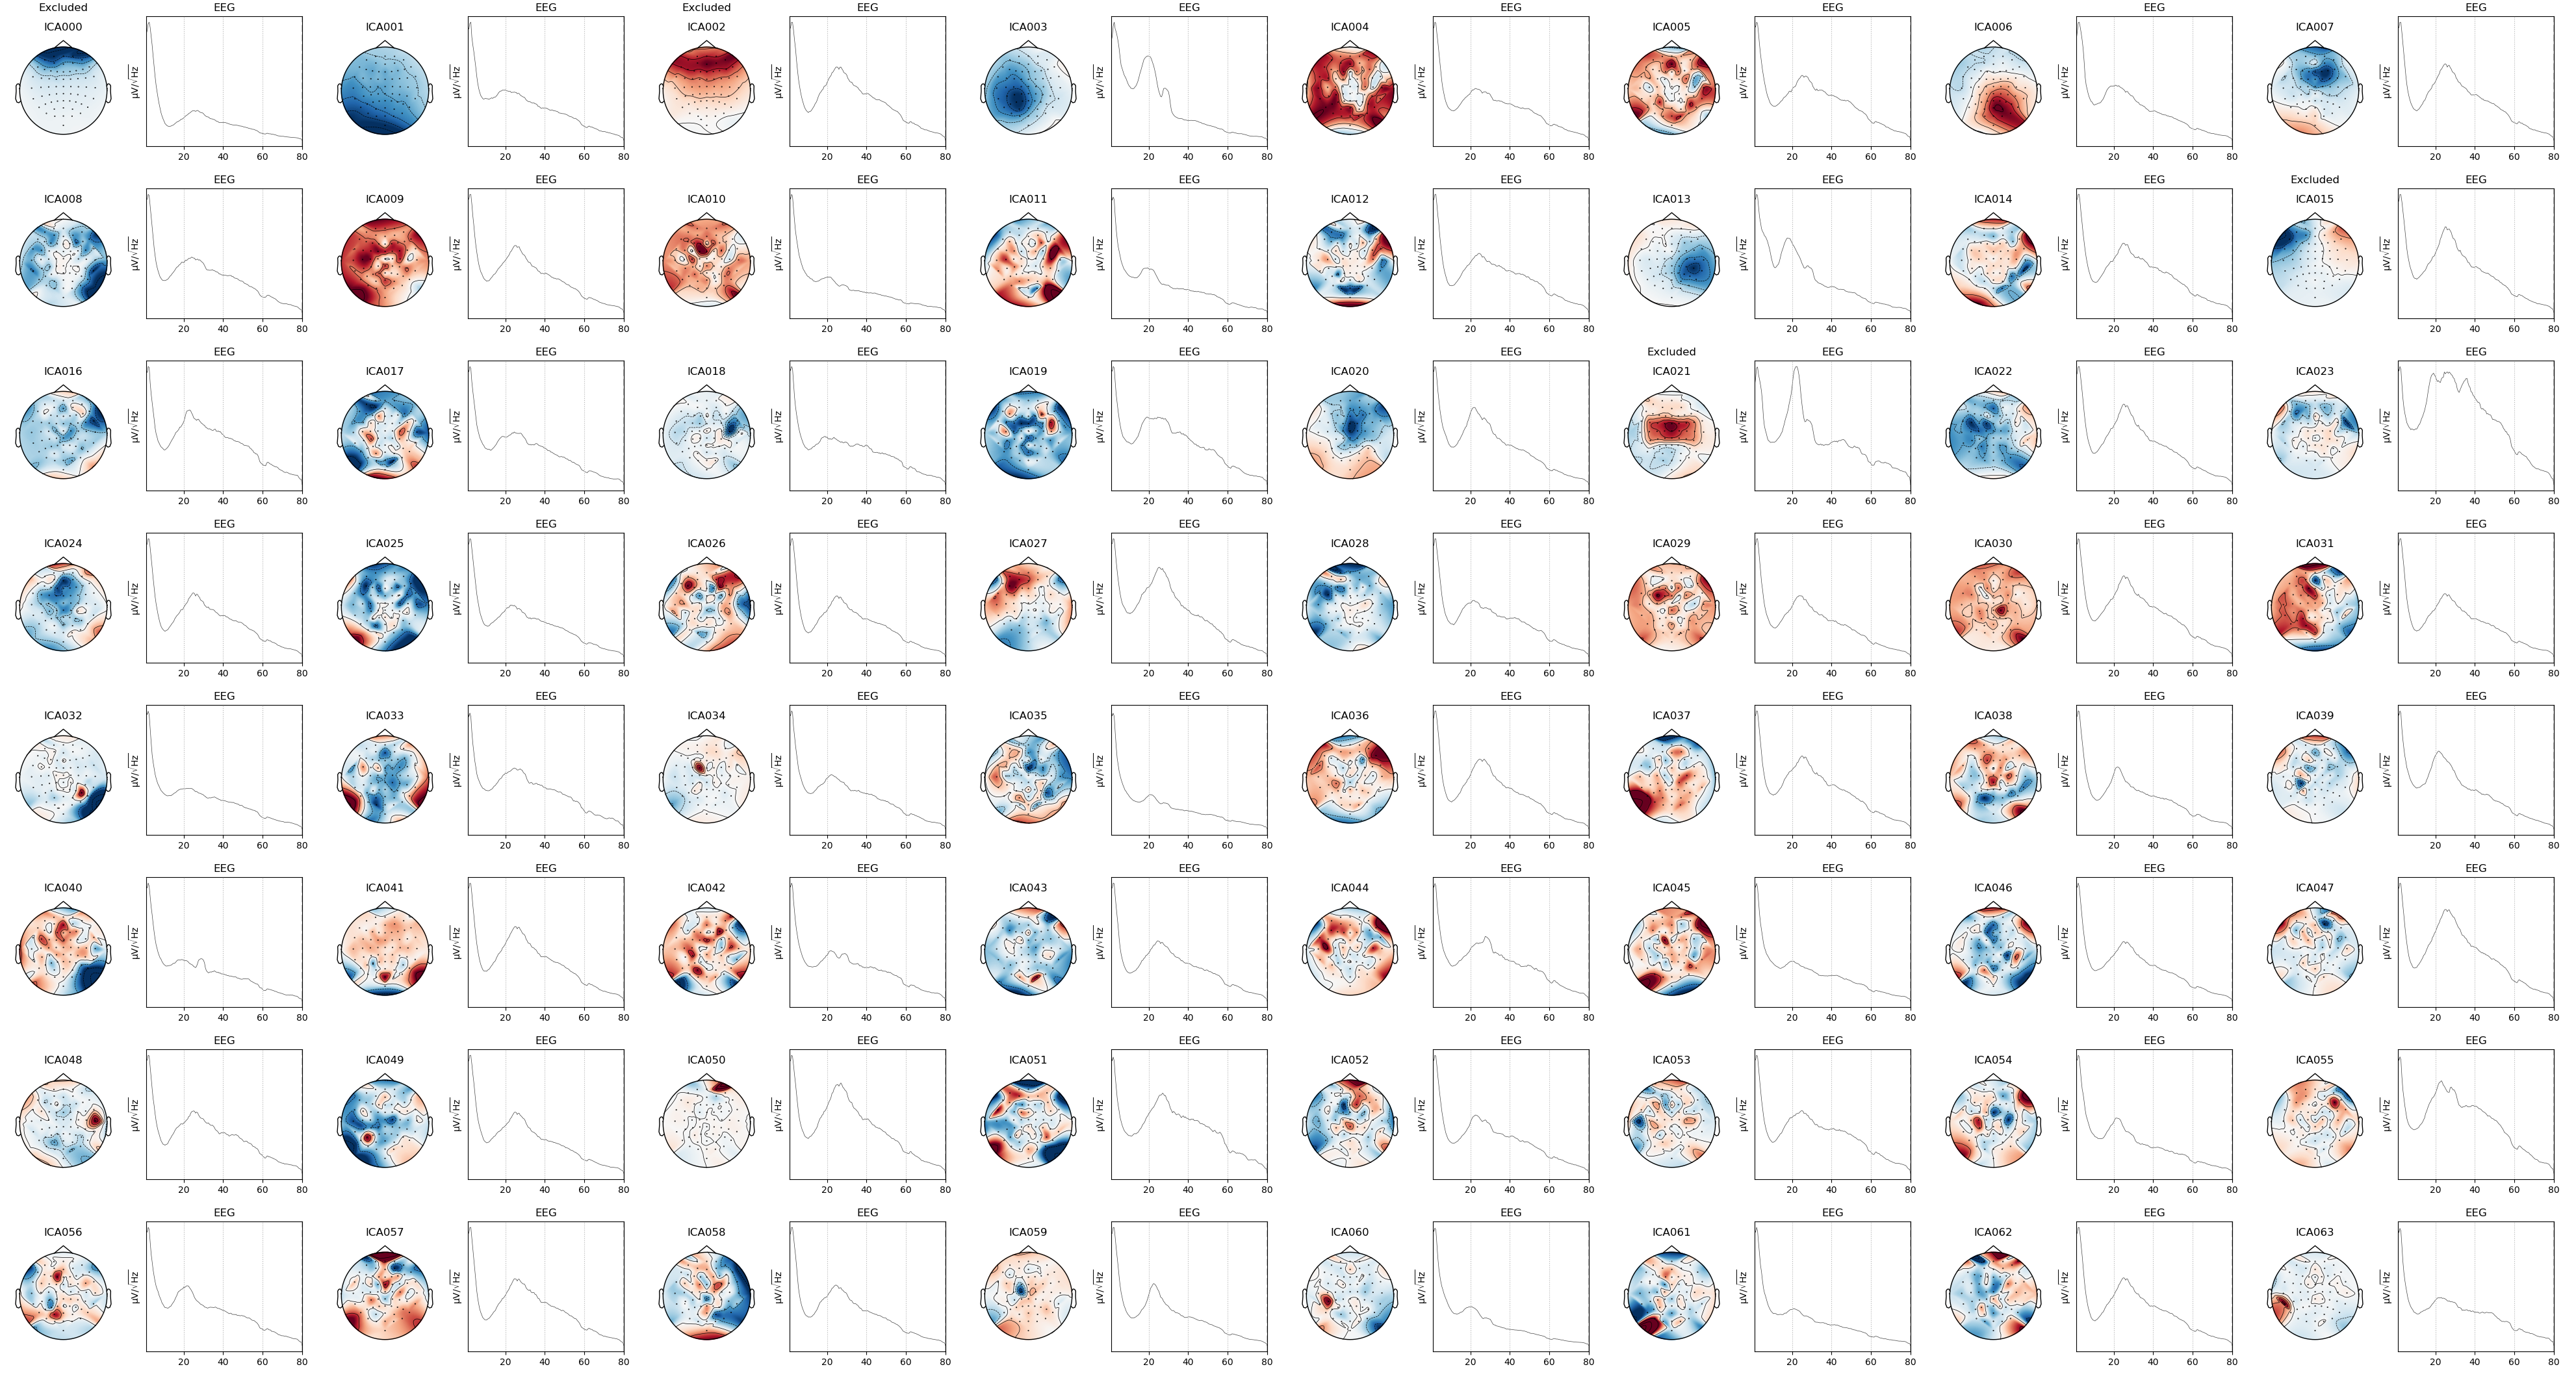 Excluded EEG EEG Excluded EEG EEG EEG EEG EEG EEG
ICA000 ICA001 ICA002 ICA003 ICA004 ICA005 ICA006 ICA007
µV/√Hz µV/√Hz µV/√Hz µV/√Hz µV/√Hz µV/√Hz µV/√Hz µV/√Hz
20 40 60 80 20 40 60 80 20 40 60 80 20 40 60 80 20 40 60 80 20 40 60 80 20 40 60 80 20 40 60 80
EEG EEG EEG EEG EEG EEG EEG Excluded EEG
ICA008 ICA009 ICA010 ICA011 ICA012 ICA013 ICA014 ICA015
µV/√Hz µV/√Hz µV/√Hz µV/√Hz µV/√Hz µV/√Hz µV/√Hz µV/√Hz
20 40 60 80 20 40 60 80 20 40 60 80 20 40 60 80 20 40 60 80 20 40 60 80 20 40 60 80 20 40 60 80
EEG EEG EEG EEG EEG Excluded EEG EEG EEG
ICA016 ICA017 ICA018 ICA019 ICA020 ICA021 ICA022 ICA023
µV/√Hz µV/√Hz µV/√Hz µV/√Hz µV/√Hz µV/√Hz µV/√Hz µV/√Hz
20 40 60 80 20 40 60 80 20 40 60 80 20 40 60 80 20 40 60 80 20 40 60 80 20 40 60 80 20 40 60 80
EEG EEG EEG EEG EEG EEG EEG EEG
ICA024 ICA025 ICA026 ICA027 ICA028 ICA029 ICA030 ICA031
µV/√Hz µV/√Hz µV/√Hz µV/√Hz µV/√Hz µV/√Hz µV/√Hz µV/√Hz
20 40 60 80 20 40 60 80 20 40 60 80 20 40 60 80 20 40 60 80 20 40 60 80 20 40 60 80 20 40 60 80
EEG EEG EEG EEG EEG EEG EEG EEG
ICA032 ICA033 ICA034 ICA035 ICA036 ICA037 ICA038 ICA039
µV/√Hz µV/√Hz µV/√Hz µV/√Hz µV/√Hz µV/√Hz µV/√Hz µV/√Hz
20 40 60 80 20 40 60 80 20 40 60 80 20 40 60 80 20 40 60 80 20 40 60 80 20 40 60 80 20 40 60 80
EEG EEG EEG EEG EEG EEG EEG EEG
ICA040 ICA041 ICA042 ICA043 ICA044 ICA045 ICA046 ICA047
µV/√Hz µV/√Hz µV/√Hz µV/√Hz µV/√Hz µV/√Hz µV/√Hz µV/√Hz
20 40 60 80 20 40 60 80 20 40 60 80 20 40 60 80 20 40 60 80 20 40 60 80 20 40 60 80 20 40 60 80
EEG EEG EEG EEG EEG EEG EEG EEG
ICA048 ICA049 ICA050 ICA051 ICA052 ICA053 ICA054 ICA055
µV/√Hz µV/√Hz µV/√Hz µV/√Hz µV/√Hz µV/√Hz µV/√Hz µV/√Hz
20 40 60 80 20 40 60 80 20 40 60 80 20 40 60 80 20 40 60 80 20 40 60 80 20 40 60 80 20 40 60 80
EEG EEG EEG EEG EEG EEG EEG EEG
ICA056 ICA057 ICA058 ICA059 ICA060 ICA061 ICA062 ICA063
µV/√Hz µV/√Hz µV/√Hz µV/√Hz µV/√Hz µV/√Hz µV/√Hz µV/√Hz
20 40 60 80 20 40 60 80 20 40 60 80 20 40 60 80 20 40 60 80 20 40 60 80 20 40 60 80 20 40 60 80